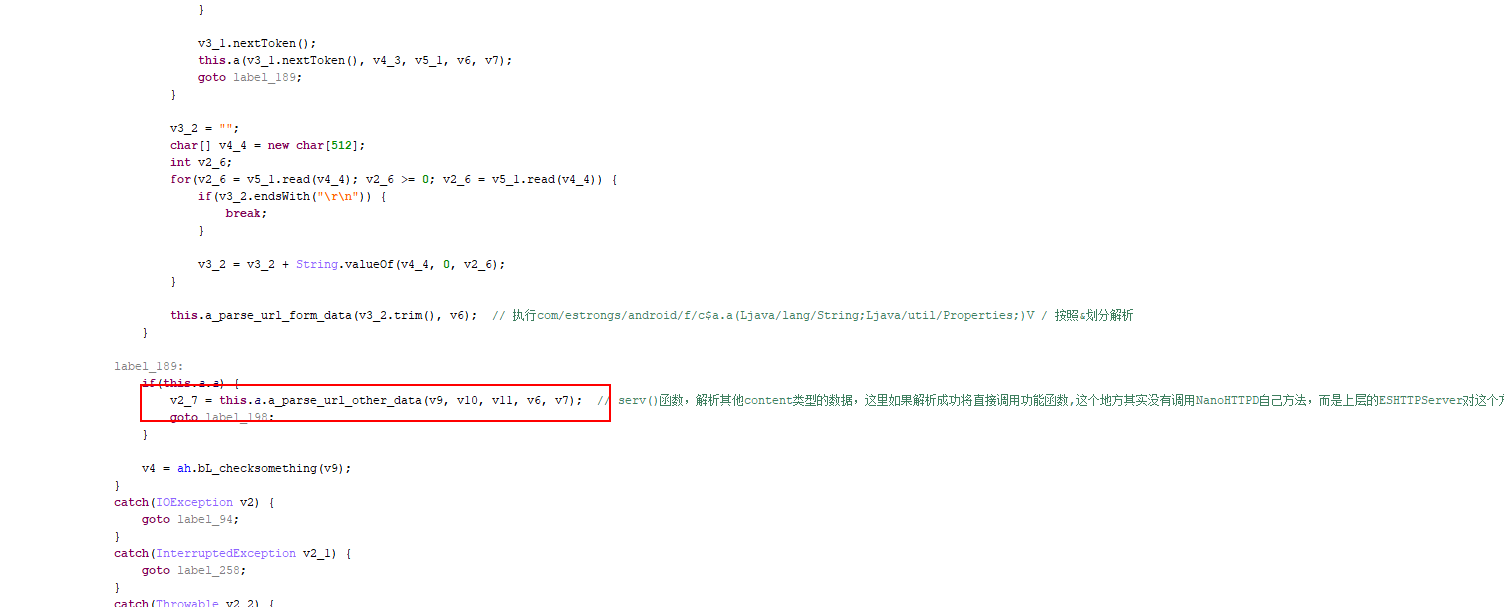 }
v3_1.nextToken();
this.a(v3_1.nextToken(), v4_3, v5_1, v6, v7);
goto label_189;
}
v3_2 = "";
char[] v4_4 = new char[512];
int v2_6;
for(v2_6 = v5_1.read(v4_4); v2_6 >= 0; v2_6 = v5_1.read(v4_4)) {
if(v3_2.endsWith("\r\n")) {
break;
}
v3_2 = v3_2 + String.valueOf(v4_4, 0, v2_6);
}
this.a_parse_url_form_data(v3_2.trim(), v6);  // 执行com/estrongs/android/f/c$a.a(Ljava/lang/String;Ljava/util/Properties;)V / 按照&划分解析
}
label_189:
if(this.a.a) {
v2_7 = this.a.a_parse_url_other_data(v9, v10, v11, v6, v7);  // serv()函数，解析其他content类型的数据，这里如果解析成功将直接调用功能函数,这个地方其实没有调用NanoHTTPD自己方法，而是上层的ESHTTPServer对这个方
goto label_198;
}
v4 = ah.bL_checksomething(v9);
}
catch(IOException v2) {
goto label_94;
}
catch(InterruptedException v2_1) {
goto label_258;
}
catch(Throwable v2_2) {